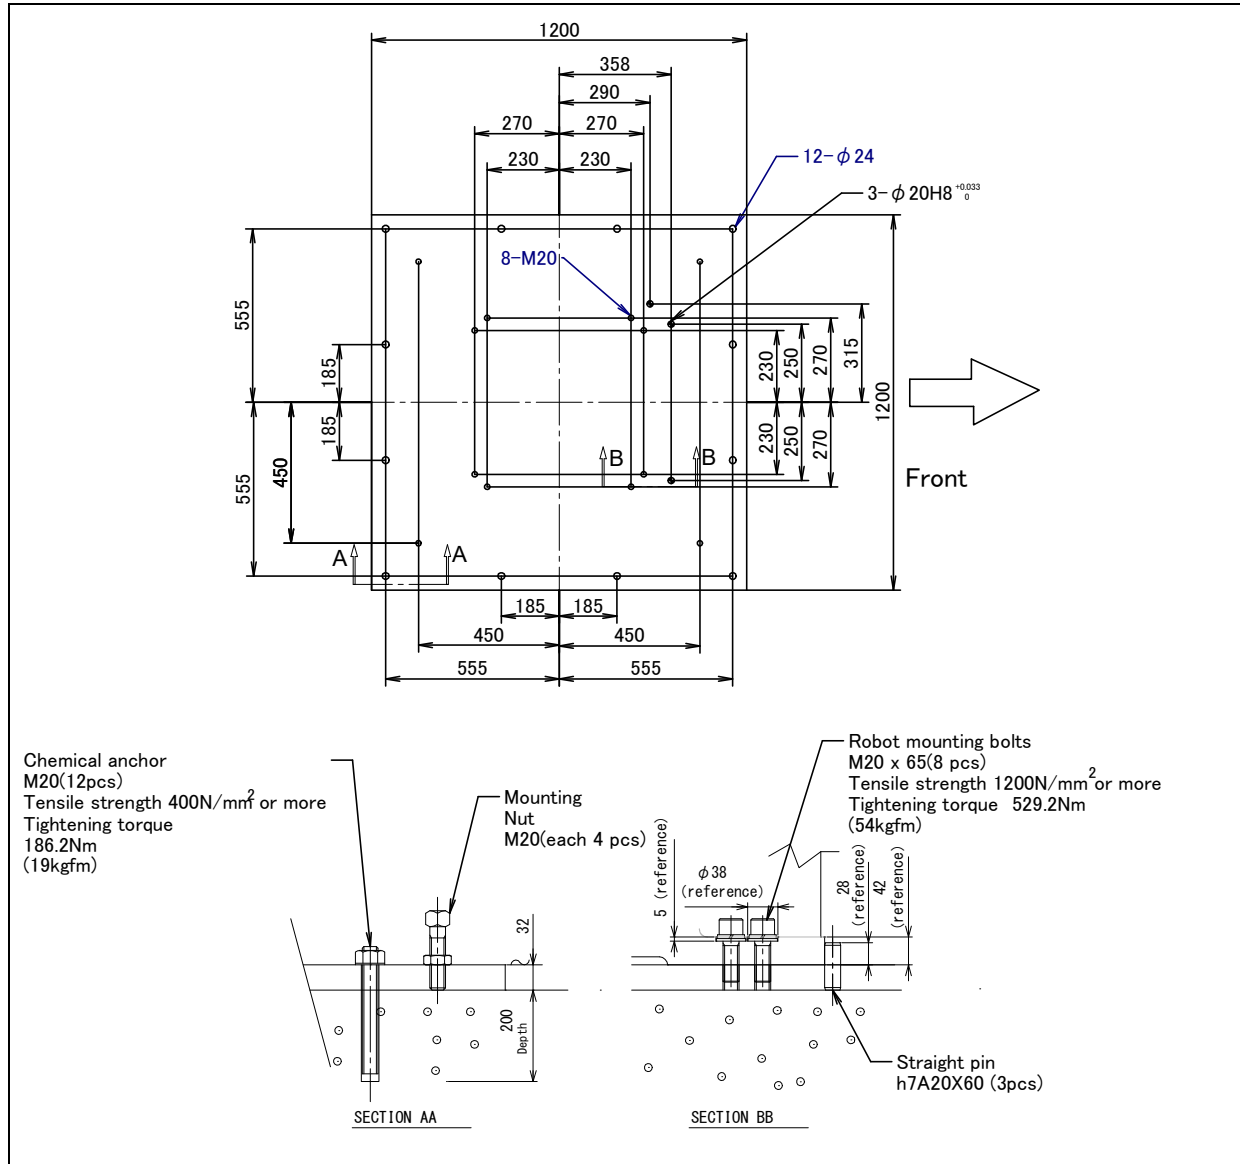 1200
358
290
270 270
230 230
12-φ24
3-φ20H8 +0.033 0
8-M20
555
185
185
450
555
230
250
270
315
1200
230
250
270
B B
Front
A A
185 185
450 450
555 555
Chemical anchor
M20(12pcs)
Tensile strength 400N/mm² or more
Tightening torque
186.2Nm
(19kgfm)
Mounting
Nut
M20(each 4 pcs)
32
200
Depth
SECTION AA
Robot mounting bolts
M20 x 65(8 pcs)
Tensile strength 1200N/mm² or more
Tightening torque 529.2Nm
(54kgfm)
5 (reference)
φ38
(reference)
28
(reference)
42
(reference)
Straight pin
h7A20X60 (3pcs)
SECTION BB